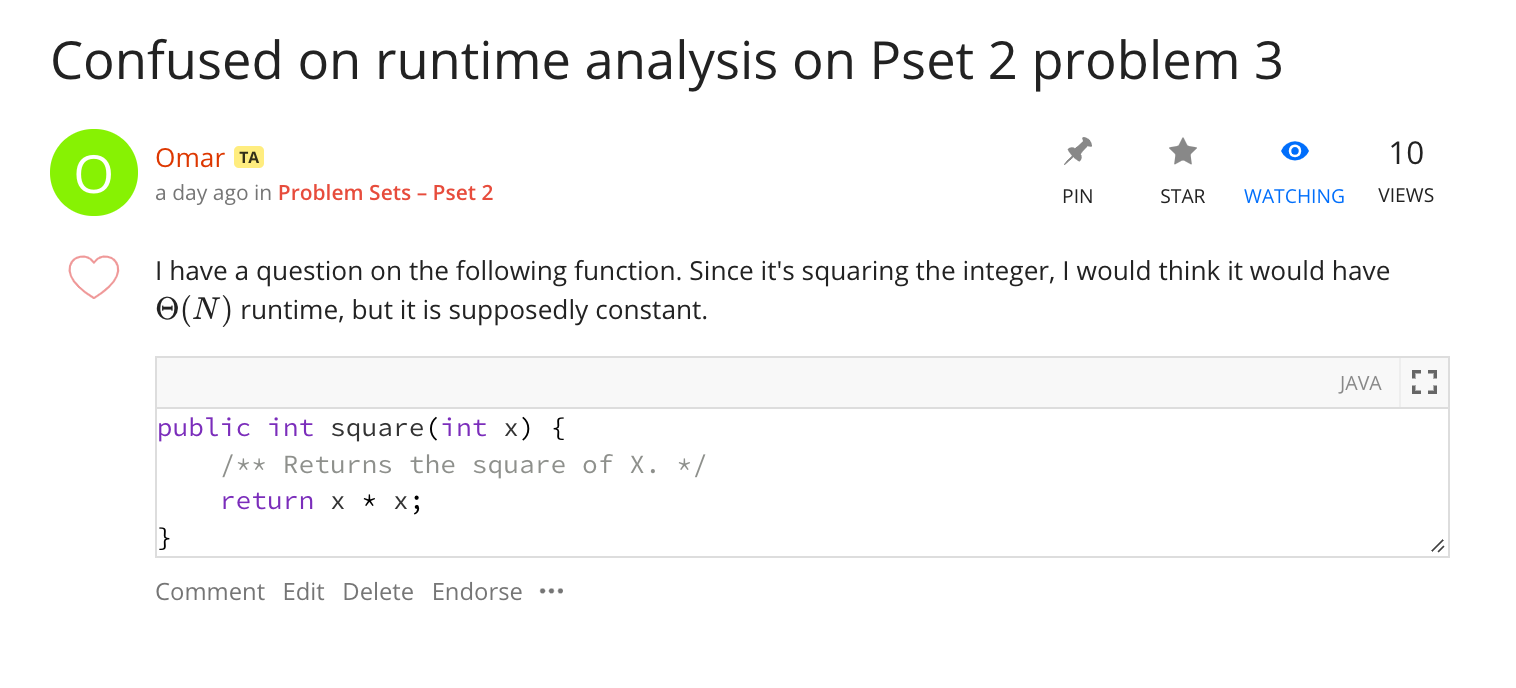 Confused on runtime analysis on Pset 2 problem 3
O
Omar TA
a day ago in Problem Sets – Pset 2
PIN
STAR
WATCHING
10
VIEWS
I have a question on the following function. Since it's squaring the integer, I would think it would have
Θ(N) runtime, but it is supposedly constant.
JAVA
public int square(int x) {
    /** Returns the square of X. */
    return x * x;
}
Comment Edit Delete Endorse •••